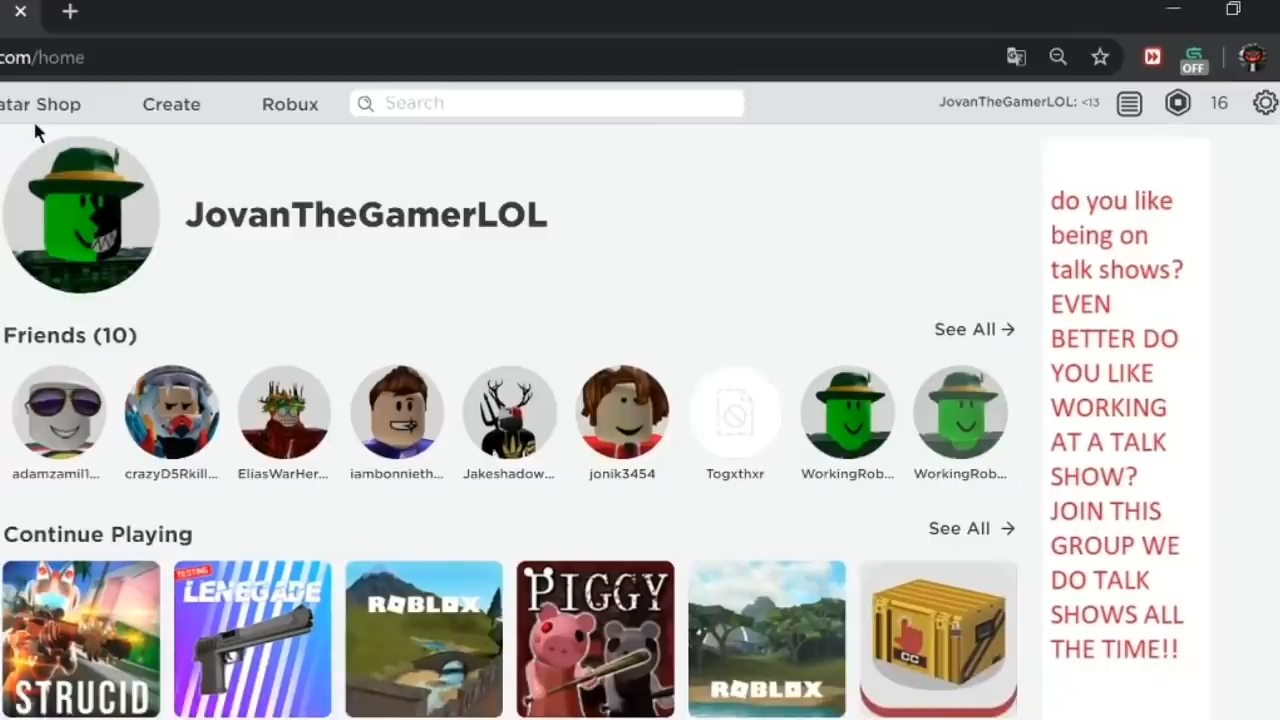 com/home
OFF
atar Shop
Create
Robux
Search
JovanTheGamerLOL: <13
16
JovanTheGamerLOL
Friends (10)
See All
adamzamil1...
crazyD5Rkill...
EliasWarHer...
iambonnieth...
Jakeshadow...
jonik3454
Togxthxr
WorkingRob...
WorkingRob...
Continue Playing
See All
STRUCID
TESTING
LENEGADE
ROBLOX
PIGGY
ROBLOX
CC
do you like
being on
talk shows?
EVEN
BETTER DO
YOU LIKE
WORKING
AT A TALK
SHOW?
JOIN THIS
GROUP WE
DO TALK
SHOWS ALL
THE TIME!!